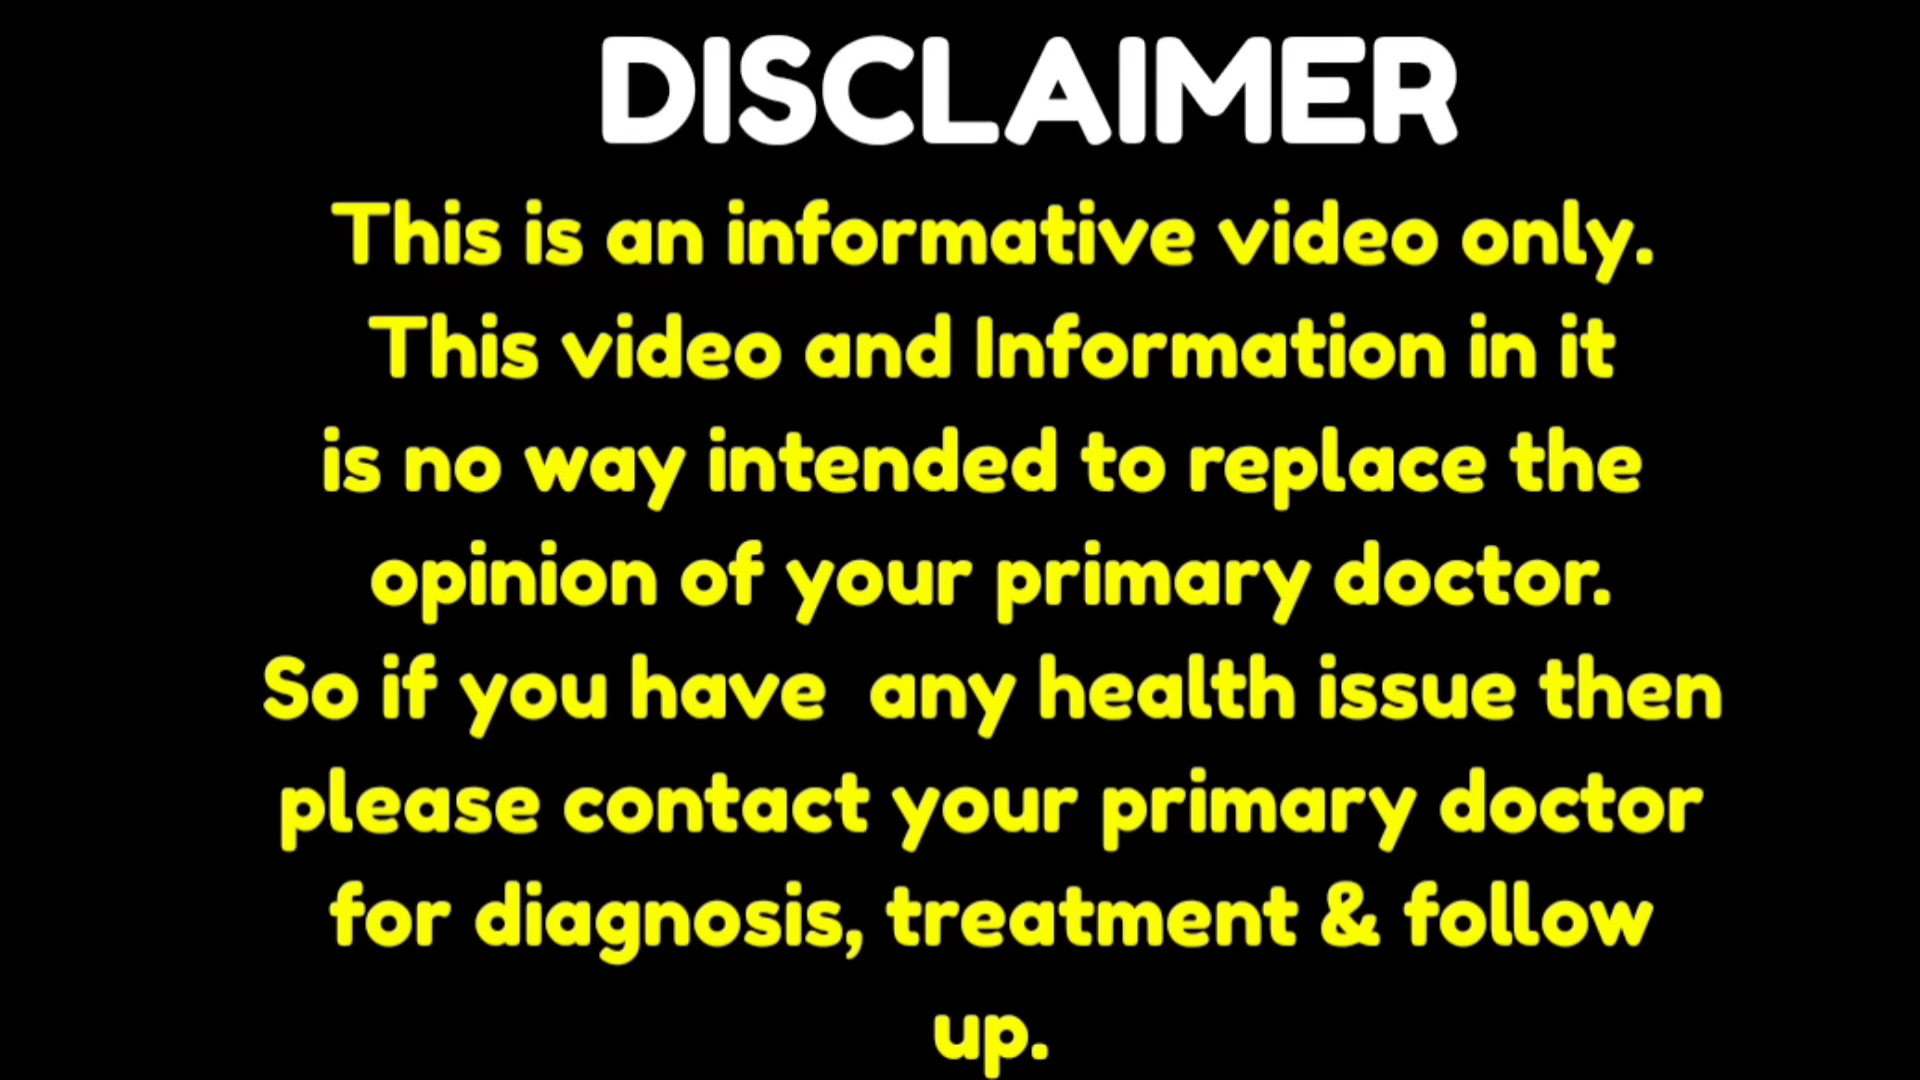 DISCLAIMER
This is an informative video only.
This video and Information in it
is no way intended to replace the
opinion of your primary doctor.
So if you have  any health issue then
please contact your primary doctor
for diagnosis, treatment & follow
up.